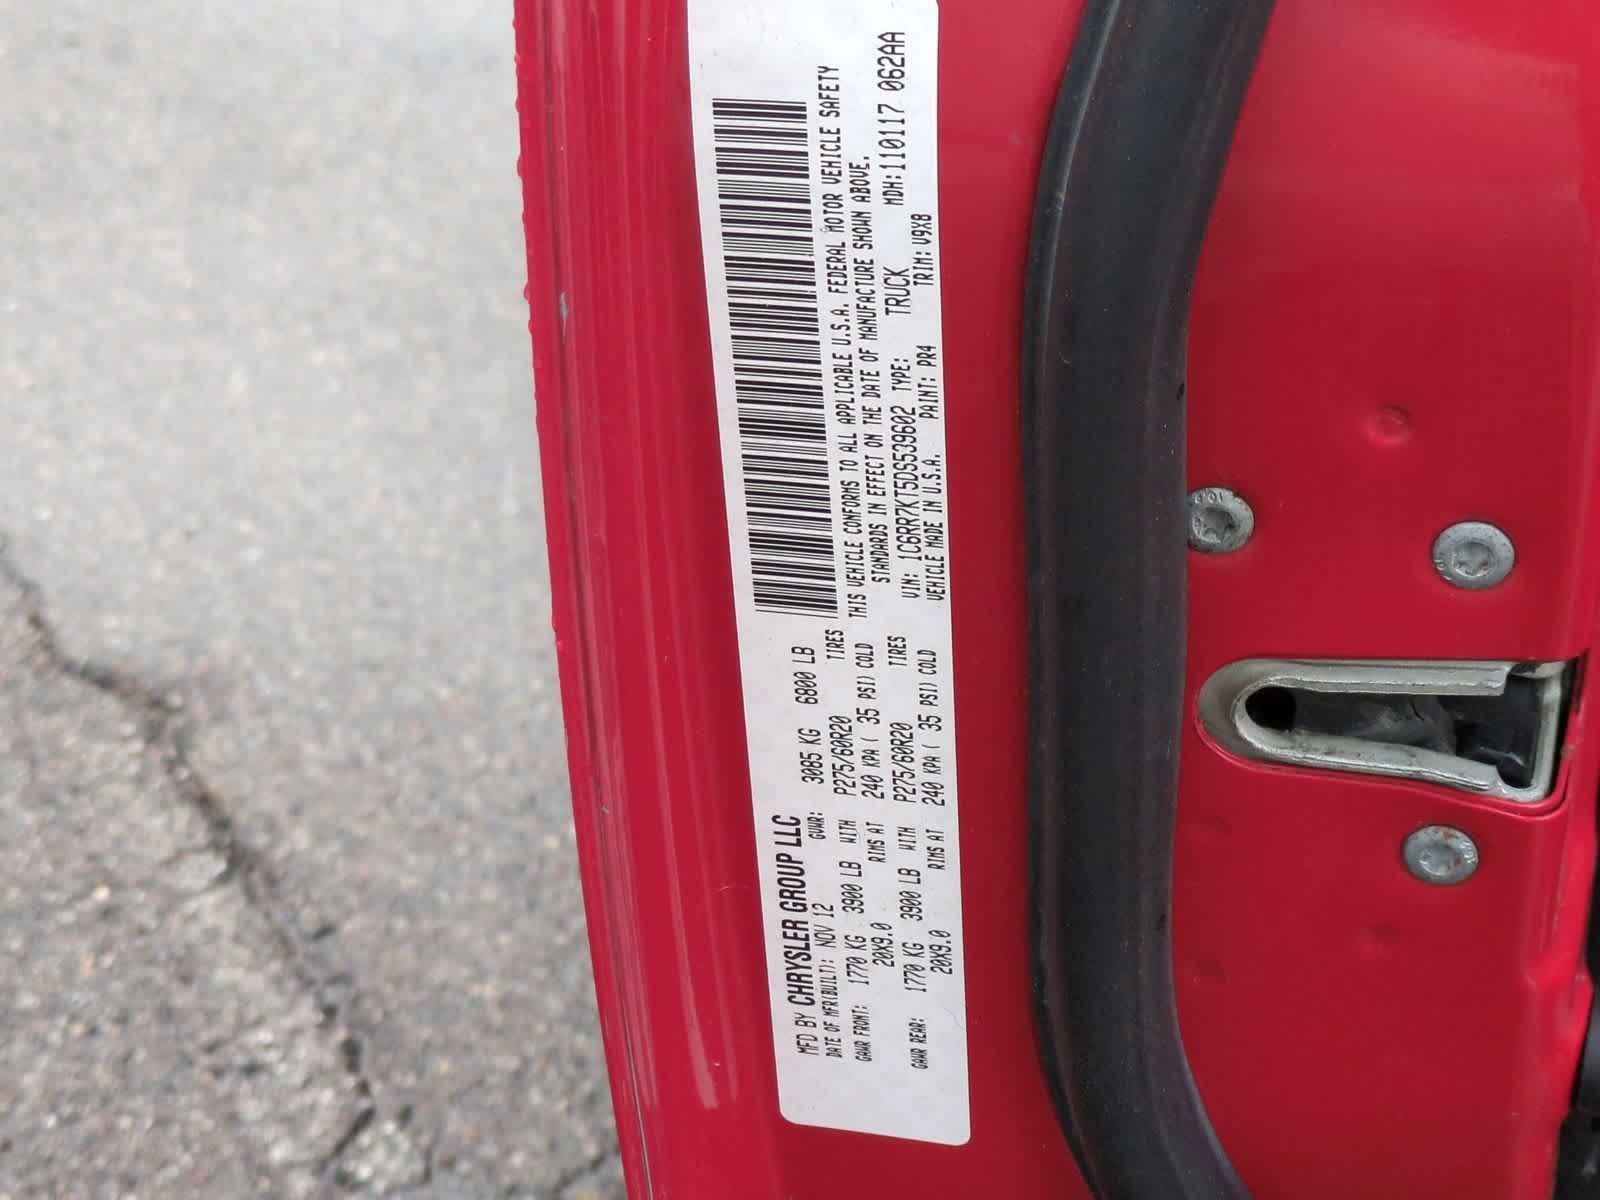 MFD BY CHRYSLER GROUP LLC
DATE OF MFR(BUILT): NOV 12 GVWR: 3085 KG 6800 LB
GAWR FRONT: 1770 KG 3900 LB WITH P275/60R20 TIRES
20X9.0 RIMS AT 240 KPA ( 35 PSI) COLD
GAWR REAR: 1770 KG 3900 LB WITH P275/60R20 TIRES
20X9.0 RIMS AT 240 KPA ( 35 PSI) COLD
THIS VEHICLE CONFORMS TO ALL APPLICABLE U.S.A. FEDERAL MOTOR VEHICLE SAFETY
STANDARDS IN EFFECT ON THE DATE OF MANUFACTURE SHOWN ABOVE.
VIN: 1C6RR7KT5DS539602 TYPE: TRUCK MDH:110117 062AA
VEHICLE MADE IN U.S.A. PAINT: PR4 TRIM: V9X8